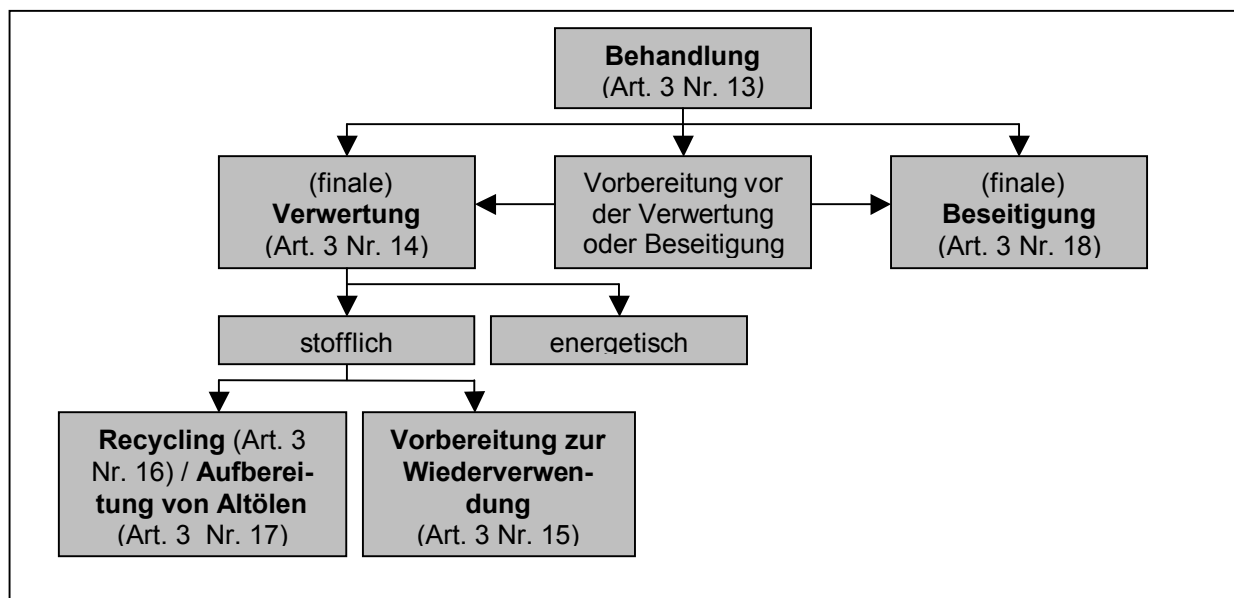 Behandlung
(Art. 3 Nr. 13)
(finale)
Verwertung
(Art. 3 Nr. 14)
Vorbereitung vor
der Verwertung
oder Beseitigung
(finale)
Beseitigung
(Art. 3 Nr. 18)
stofflich
energetisch
Recycling (Art. 3
Nr. 16) / Aufberei-
tung von Altölen
(Art. 3 Nr. 17)
Vorbereitung zur
Wiederverwen-
dung
(Art. 3 Nr. 15)